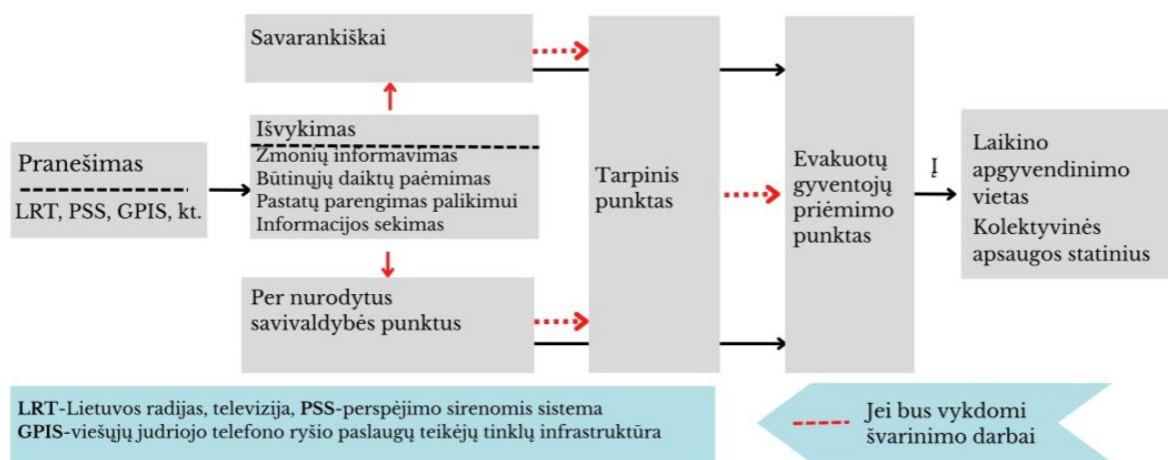 Pranešimas
LRT, PSS, GPIS, kt.
Savarankiškai
Išvykimas
Žmonių informavimas
Būtinųjų daiktų paėmimas
Pastatų parengimas palikimui
Informacijos sekimas
Per nurodytus
savivaldybės punktus
Tarpinis
punktas
Evakuotų
gyventojų
priėmimo
punktas
Į
Laikino
apgyvendinimo
vietas
Kolektyvinės
apsaugos statinius
LRT-Lietuvos radijas, televizija, PSS-perspėjimo sirenomis sistema
GPIS-viešųjų judriojo telefono ryšio paslaugų teikėjų tinklų infrastruktūra
Jei bus vykdomi
švarinimo darbai